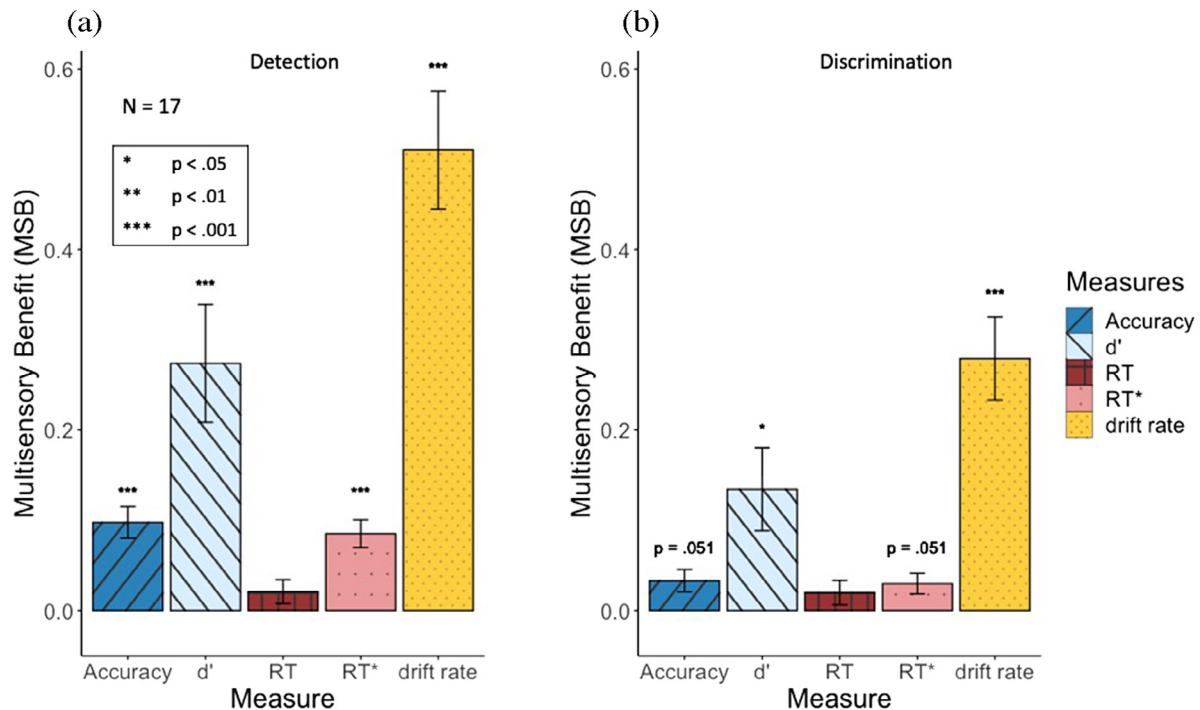 (a)
Detection
N = 17
* p < .05
** p < .01
*** p < .001
Multisensory Benefit (MSB)
0.6
0.4
0.2
0.0
***
***
***
***
Accuracy d' RT RT* drift rate
Measure
(b)
Discrimination
Multisensory Benefit (MSB)
0.6
0.4
0.2
0.0
p = .051
*
p = .051
***
Accuracy d' RT RT* drift rate
Measure
Measures
Accuracy
d'
RT
RT*
drift rate